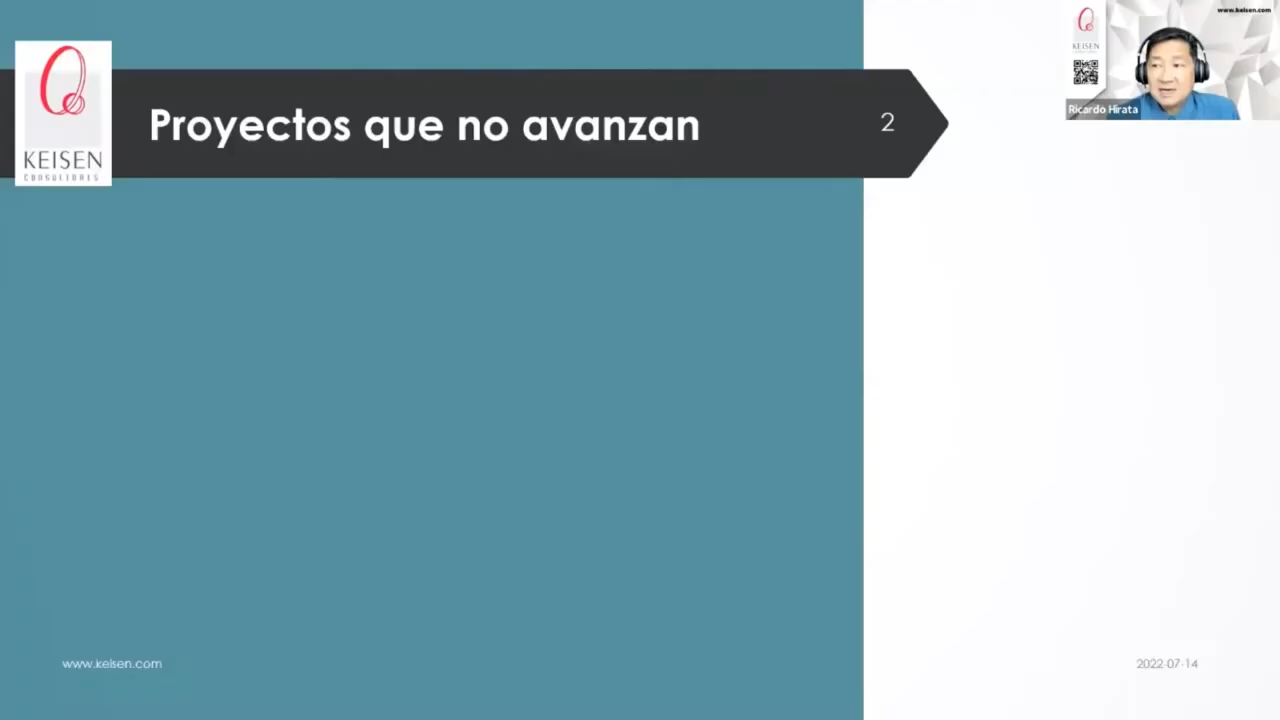 Proyectos que no avanzan
2
KEISEN
CONSULTORES
www.keisen.com
2022-07-14
www.keisen.com
KEISEN
Ricardo Hirata